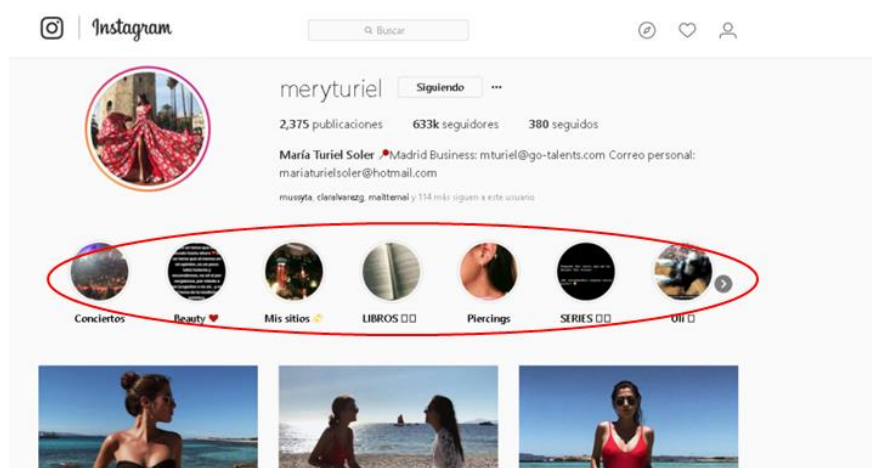 Instagram
Buscar
meryturiel Siguiendo ...
2,375 publicaciones 633k seguidores 380 seguidos
María Turiel Soler 📍Madrid Business: mturiel@go-talents.com Correo personal:
mariaturielsoler@hotmail.com
mussyta, claralvarezg, maitternai y 114 más siguen a este usuario
Conciertos Beauty ❤ Mis sitios LIBROS Piercings SERIES Uli